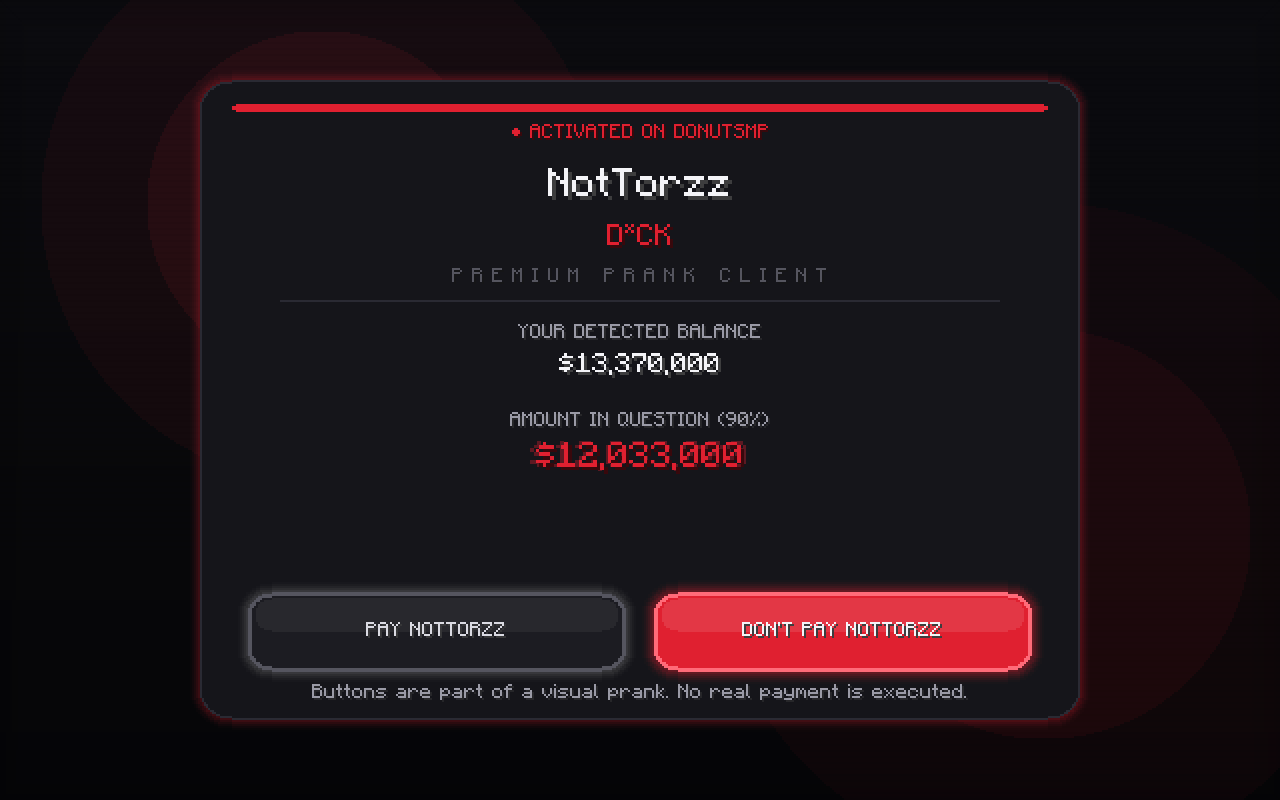 • ACTIVATED ON DONUTSMP
NotTorzz
D*CK
PREMIUM PRANK CLIENT
YOUR DETECTED BALANCE
$13,370,000
AMOUNT IN QUESTION (90%)
$12,033,000
PAY NOTTORZZ
DON'T PAY NOTTORZZ
Buttons are part of a visual prank. No real payment is executed.